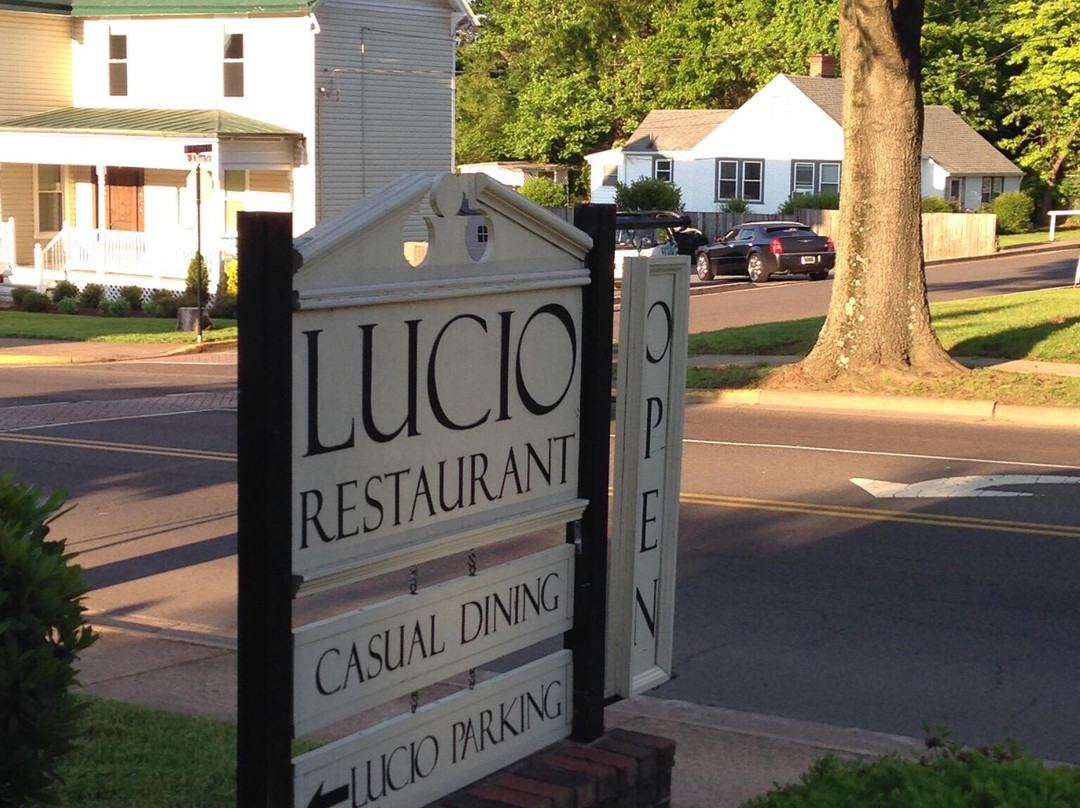 LUCIO
RESTAURANT
CASUAL DINING
LUCIO PARKING
OPEN